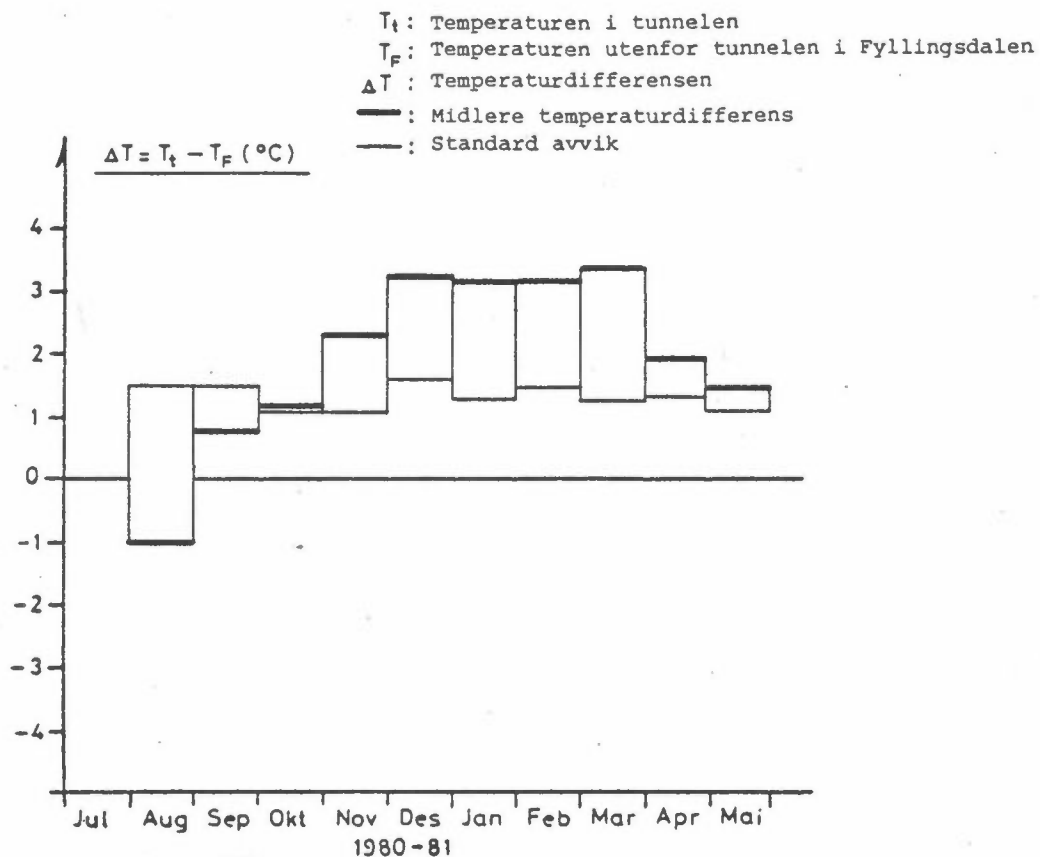 Tt : Temperaturen i tunnelen
TF : Temperaturen utenfor tunnelen i Fyllingsdalen
ΔT : Temperaturdifferensen
: Midlere temperaturdifferens
: Standard avvik
ΔT = Tt − TF (°C)
4
3
2
1
0
-1
-2
-3
-4
Jul Aug Sep Okt Nov Des Jan Feb Mar Apr Mai
1980-81